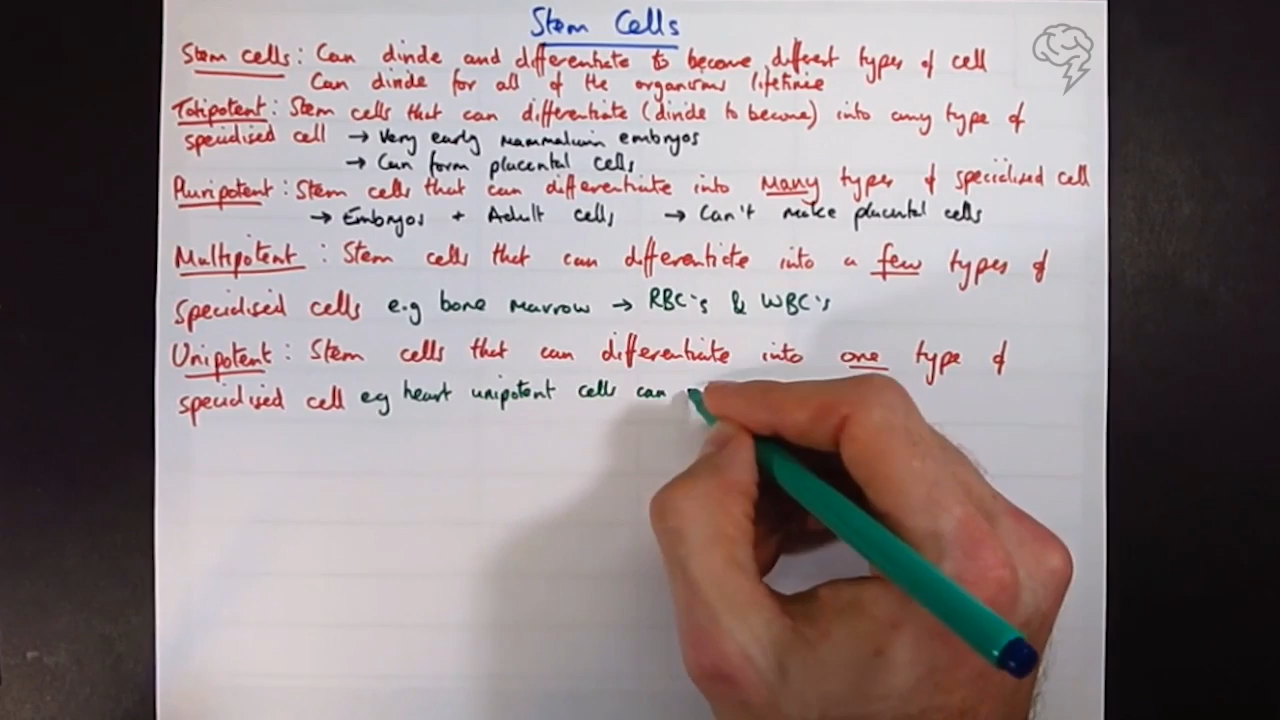 Stem Cells
Stem cells: Can divide and differentiate to become different types of cell
Can divide for all of the organisms lifetime
Totipotent: Stem cells that can differentiate (divide to become) into any type of
specialised cell → Very early mammalian embryos
→ Can form placental cells
Pluripotent: Stem cells that can differentiate into Many types of specialised cell
→ Embryos + Adult cells → Can't make placental cells
Multipotent: Stem cells that can differentiate into a few types of
specialised cells e.g bone marrow → RBC's & WBC's
Unipotent: Stem cells that can differentiate into one type of
specialised cell eg heart unipotent cells can